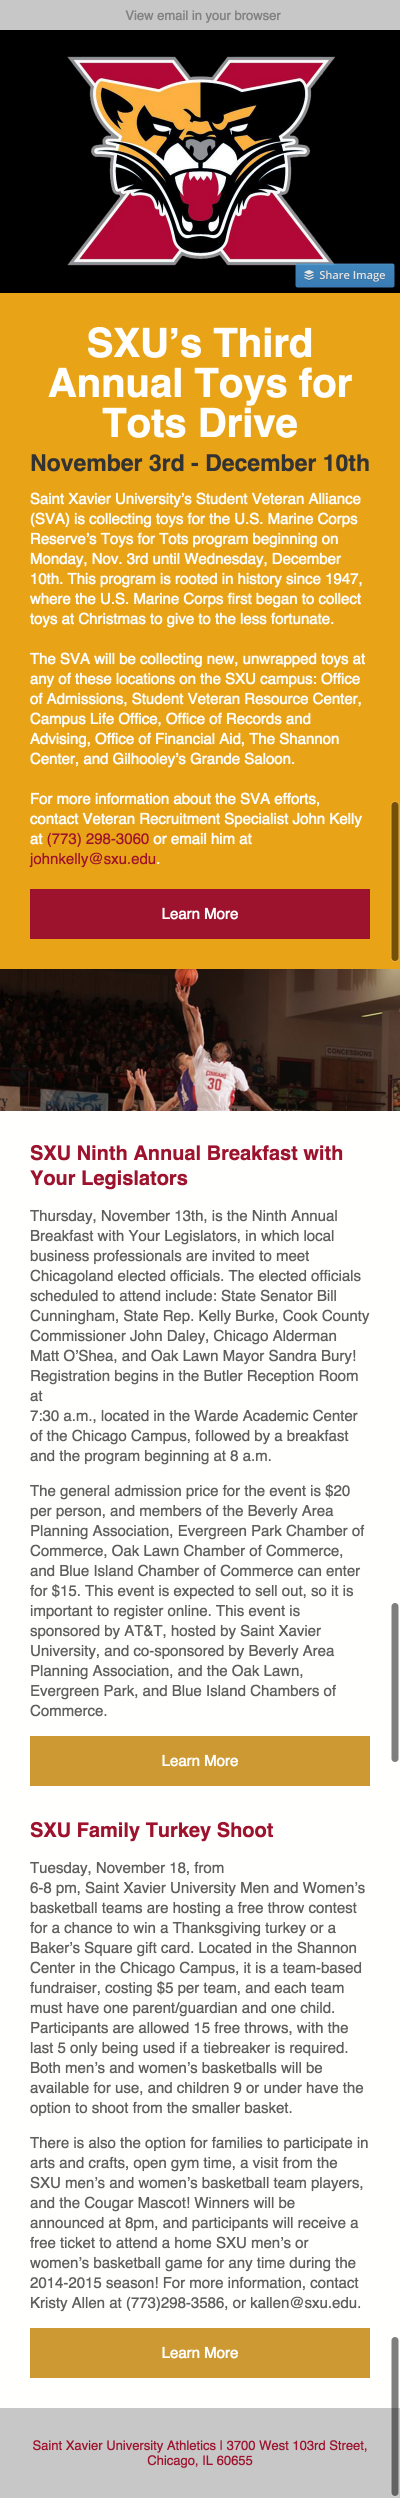 View email in your browser
Share Image
SXU's Third
Annual Toys for
Tots Drive
November 3rd - December 10th
Saint Xavier University's Student Veteran Alliance
(SVA) is collecting toys for the U.S. Marine Corps
Reserve's Toys for Tots program beginning on
Monday, Nov. 3rd until Wednesday, December
10th. This program is rooted in history since 1947,
where the U.S. Marine Corps first began to collect
toys at Christmas to give to the less fortunate.
The SVA will be collecting new, unwrapped toys at
any of these locations on the SXU campus: Office
of Admissions, Student Veteran Resource Center,
Campus Life Office, Office of Records and
Advising, Office of Financial Aid, The Shannon
Center, and Gilhooley's Grande Saloon.
For more information about the SVA efforts,
contact Veteran Recruitment Specialist John Kelly
at (773) 298-3060 or email him at
johnkelly@sxu.edu.
Learn More
CONCESSIONS
COUGARS
30
SXU Ninth Annual Breakfast with
Your Legislators
Thursday, November 13th, is the Ninth Annual
Breakfast with Your Legislators, in which local
business professionals are invited to meet
Chicagoland elected officials. The elected officials
scheduled to attend include: State Senator Bill
Cunningham, State Rep. Kelly Burke, Cook County
Commissioner John Daley, Chicago Alderman
Matt O'Shea, and Oak Lawn Mayor Sandra Bury!
Registration begins in the Butler Reception Room
at
7:30 a.m., located in the Warde Academic Center
of the Chicago Campus, followed by a breakfast
and the program beginning at 8 a.m.
The general admission price for the event is $20
per person, and members of the Beverly Area
Planning Association, Evergreen Park Chamber of
Commerce, Oak Lawn Chamber of Commerce,
and Blue Island Chamber of Commerce can enter
for $15. This event is expected to sell out, so it is
important to register online. This event is
sponsored by AT&T, hosted by Saint Xavier
University, and co-sponsored by Beverly Area
Planning Association, and the Oak Lawn,
Evergreen Park, and Blue Island Chambers of
Commerce.
Learn More
SXU Family Turkey Shoot
Tuesday, November 18, from
6-8 pm, Saint Xavier University Men and Women's
basketball teams are hosting a free throw contest
for a chance to win a Thanksgiving turkey or a
Baker's Square gift card. Located in the Shannon
Center in the Chicago Campus, it is a team-based
fundraiser, costing $5 per team, and each team
must have one parent/guardian and one child.
Participants are allowed 15 free throws, with the
last 5 only being used if a tiebreaker is required.
Both men's and women's basketballs will be
available for use, and children 9 or under have the
option to shoot from the smaller basket.
There is also the option for families to participate in
arts and crafts, open gym time, a visit from the
SXU men's and women's basketball team players,
and the Cougar Mascot! Winners will be
announced at 8pm, and participants will receive a
free ticket to attend a home SXU men's or
women's basketball game for any time during the
2014-2015 season! For more information, contact
Kristy Allen at (773)298-3586, or kallen@sxu.edu.
Learn More
Saint Xavier University Athletics | 3700 West 103rd Street,
Chicago, IL 60655